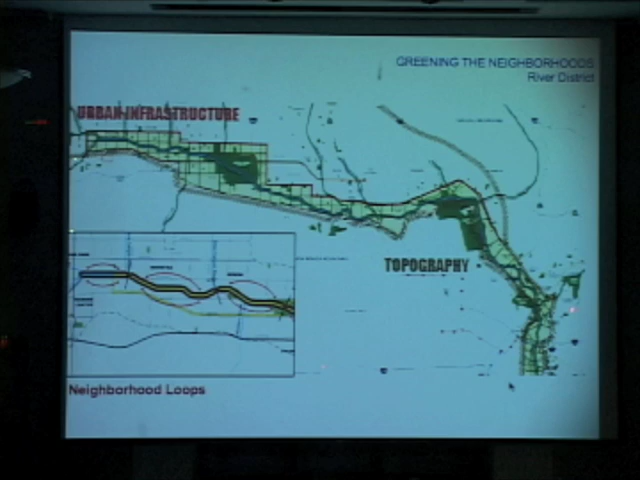 GREENING THE NEIGHBORHOODS
River District
URBAN INFRASTRUCTURE
TOPOGRAPHY
Neighborhood Loops